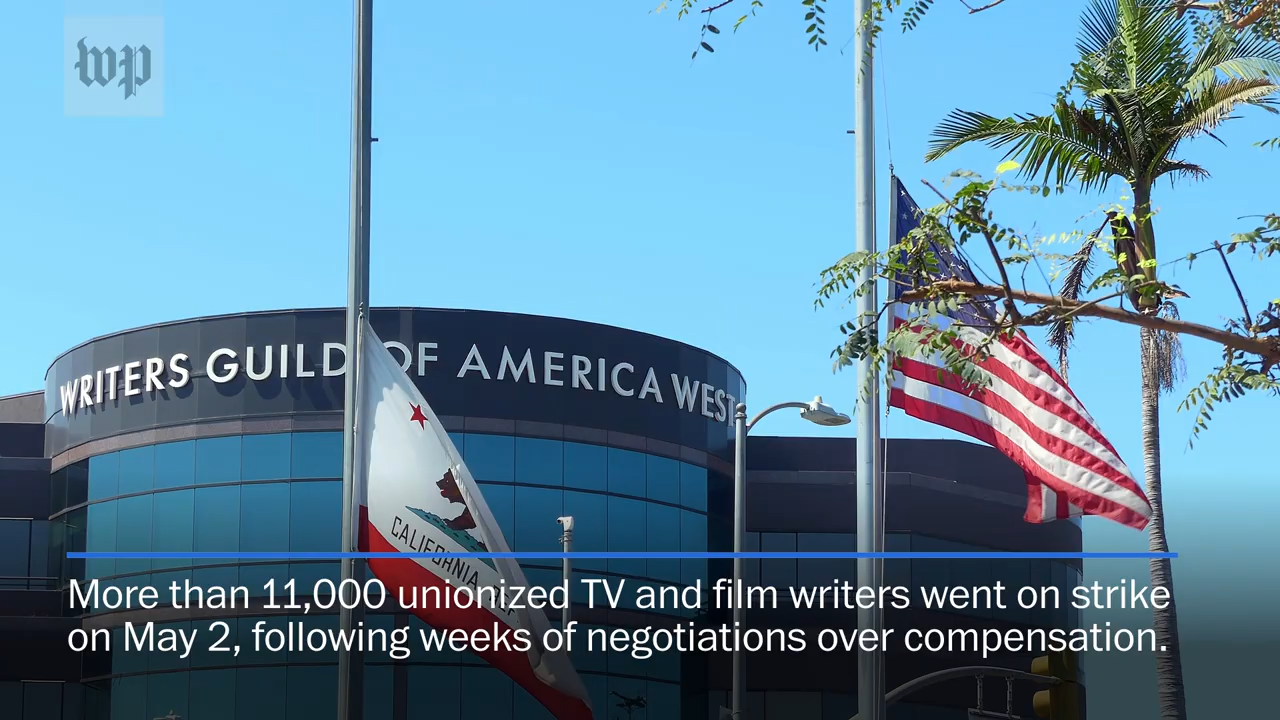 wp
WRITERS GUILD OF AMERICA WEST
CALIFORNIA
More than 11,000 unionized TV and film writers went on strike
on May 2, following weeks of negotiations over compensation.